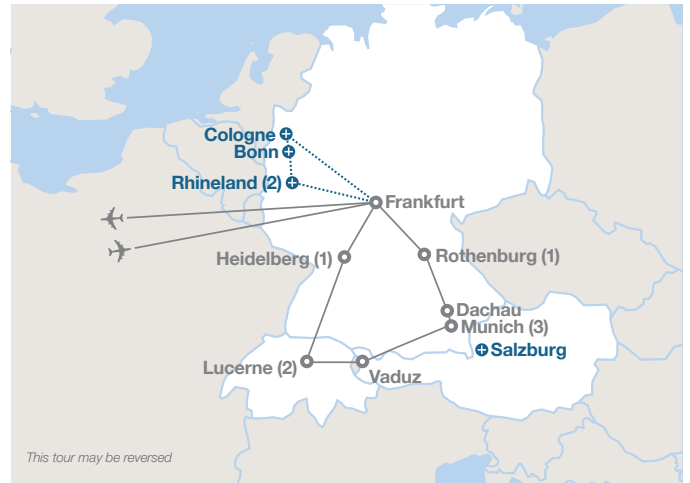 Cologne
Bonn
Rhineland (2)
Frankfurt
Heidelberg (1)
Rothenburg (1)
Dachau
Munich (3)
Salzburg
Lucerne (2)
Vaduz
This tour may be reversed